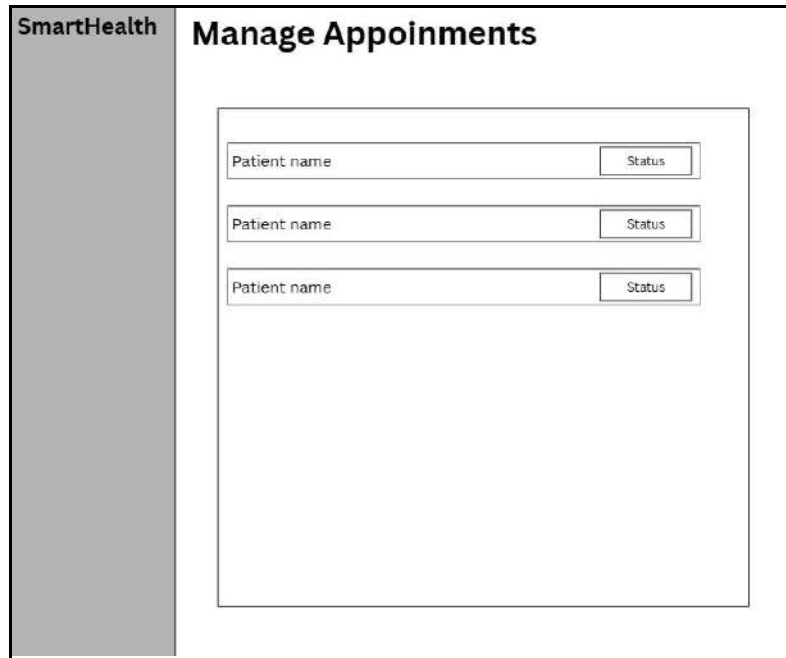 SmartHealth
Manage Appoinments
Patient name Status
Patient name Status
Patient name Status